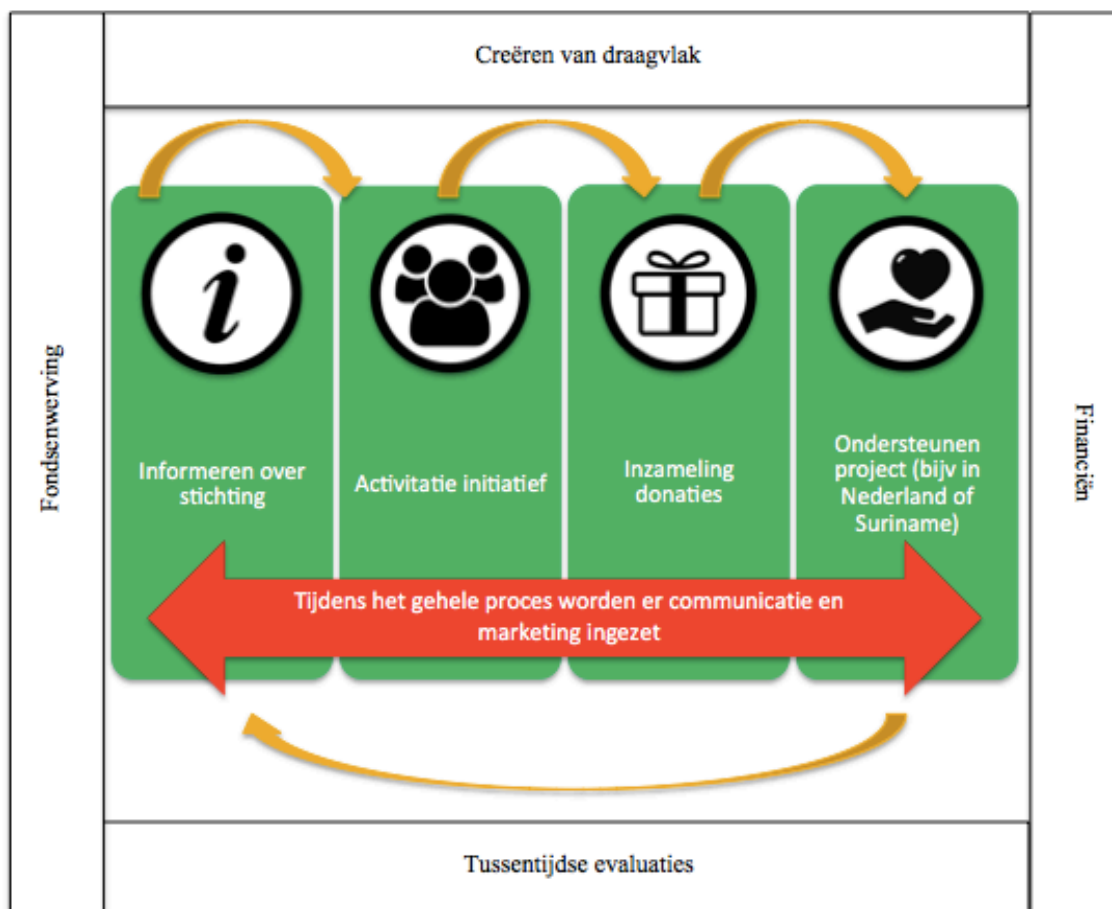 Creëren van draagvlak
Fondsenwerving
Informeren over
stichting
Activitatie initiatief
Inzameling
donaties
Ondersteunen
project (bijv in
Nederland of
Suriname)
Financiën
Tijdens het gehele proces worden er communicatie en
marketing ingezet
Tussentijdse evaluaties